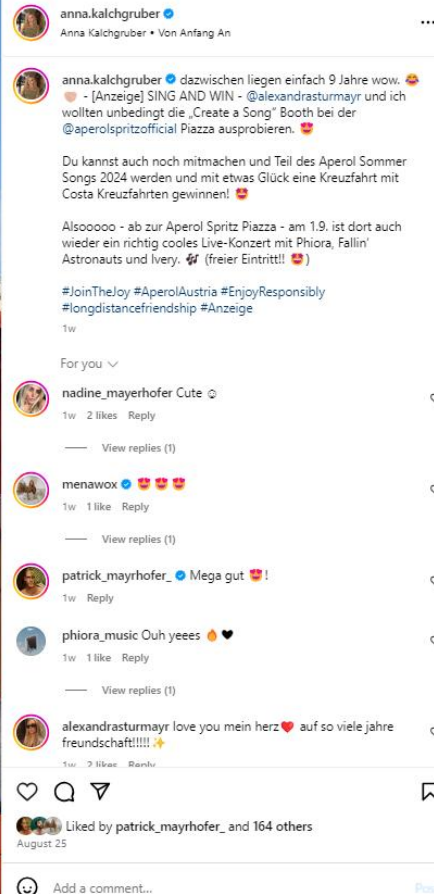 anna.kalchgruber
Anna Kalchgruber • Von Anfang An
anna.kalchgruber dazwischen liegen einfach 9 Jahre wow. 😂
🤏🏼 - [Anzeige] SING AND WIN - @alexandrasturmayr und ich
wollten unbedingt die „Create a Song“ Booth bei der
@aperolspritzofficial Piazza ausprobieren. 😍
Du kannst auch noch mitmachen und Teil des Aperol Sommer
Songs 2024 werden und mit etwas Glück eine Kreuzfahrt mit
Costa Kreuzfahrten gewinnen! 😍
Alsooooo - ab zur Aperol Spritz Piazza - am 1.9. ist dort auch
wieder ein richtig cooles Live-Konzert mit Phiora, Fallin’
Astronauts und Ivery. 🎶 (freier Eintritt!! 😍)
#JoinTheJoy #AperolAustria #EnjoyResponsibly
#longdistancefriendship #Anzeige
1w
For you
nadine_mayerhofer Cute ☺
1w 2 likes Reply
View replies (1)
menawox 😍😍😍
1w 1 like Reply
View replies (1)
patrick_mayrhofer_ Mega gut 😍!
1w Reply
phiora_music Ouh yeees 🔥🖤
1w 1 like Reply
View replies (1)
alexandrasturmayr love you mein herz❤️ auf so viele jahre
freundschaft!!!!!✨
1w 2 likes Reply
Liked by patrick_mayrhofer_ and 164 others
August 25
Add a comment...